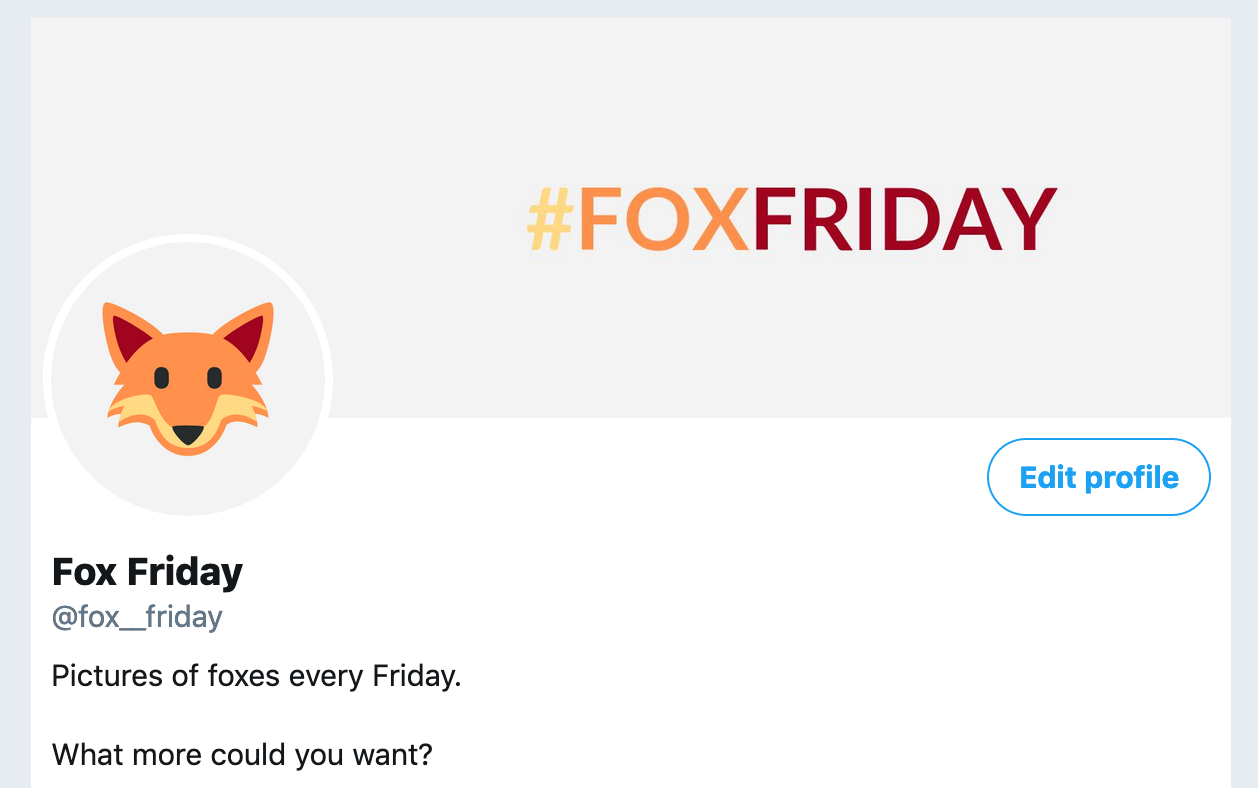 #FOXFRIDAY
Edit profile
Fox Friday
@fox__friday
Pictures of foxes every Friday.
What more could you want?